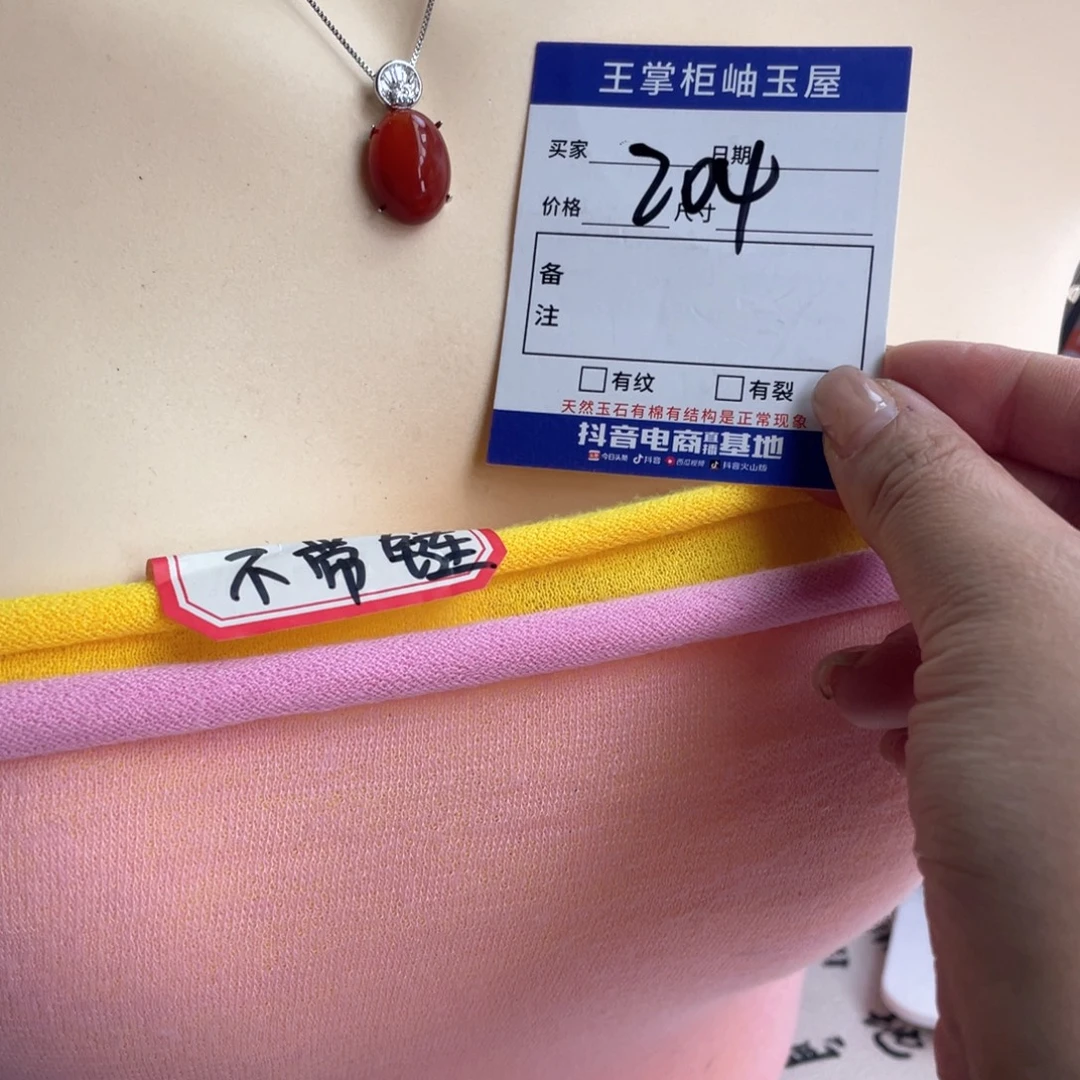 王掌柜岫玉屋
买家 日期
204
价格 尺寸
备
注
有纹 有裂
天然玉石有棉有结构是正常现象
抖音电商直播基地
今日头条 抖音 西瓜视频 抖音火山版
不带链